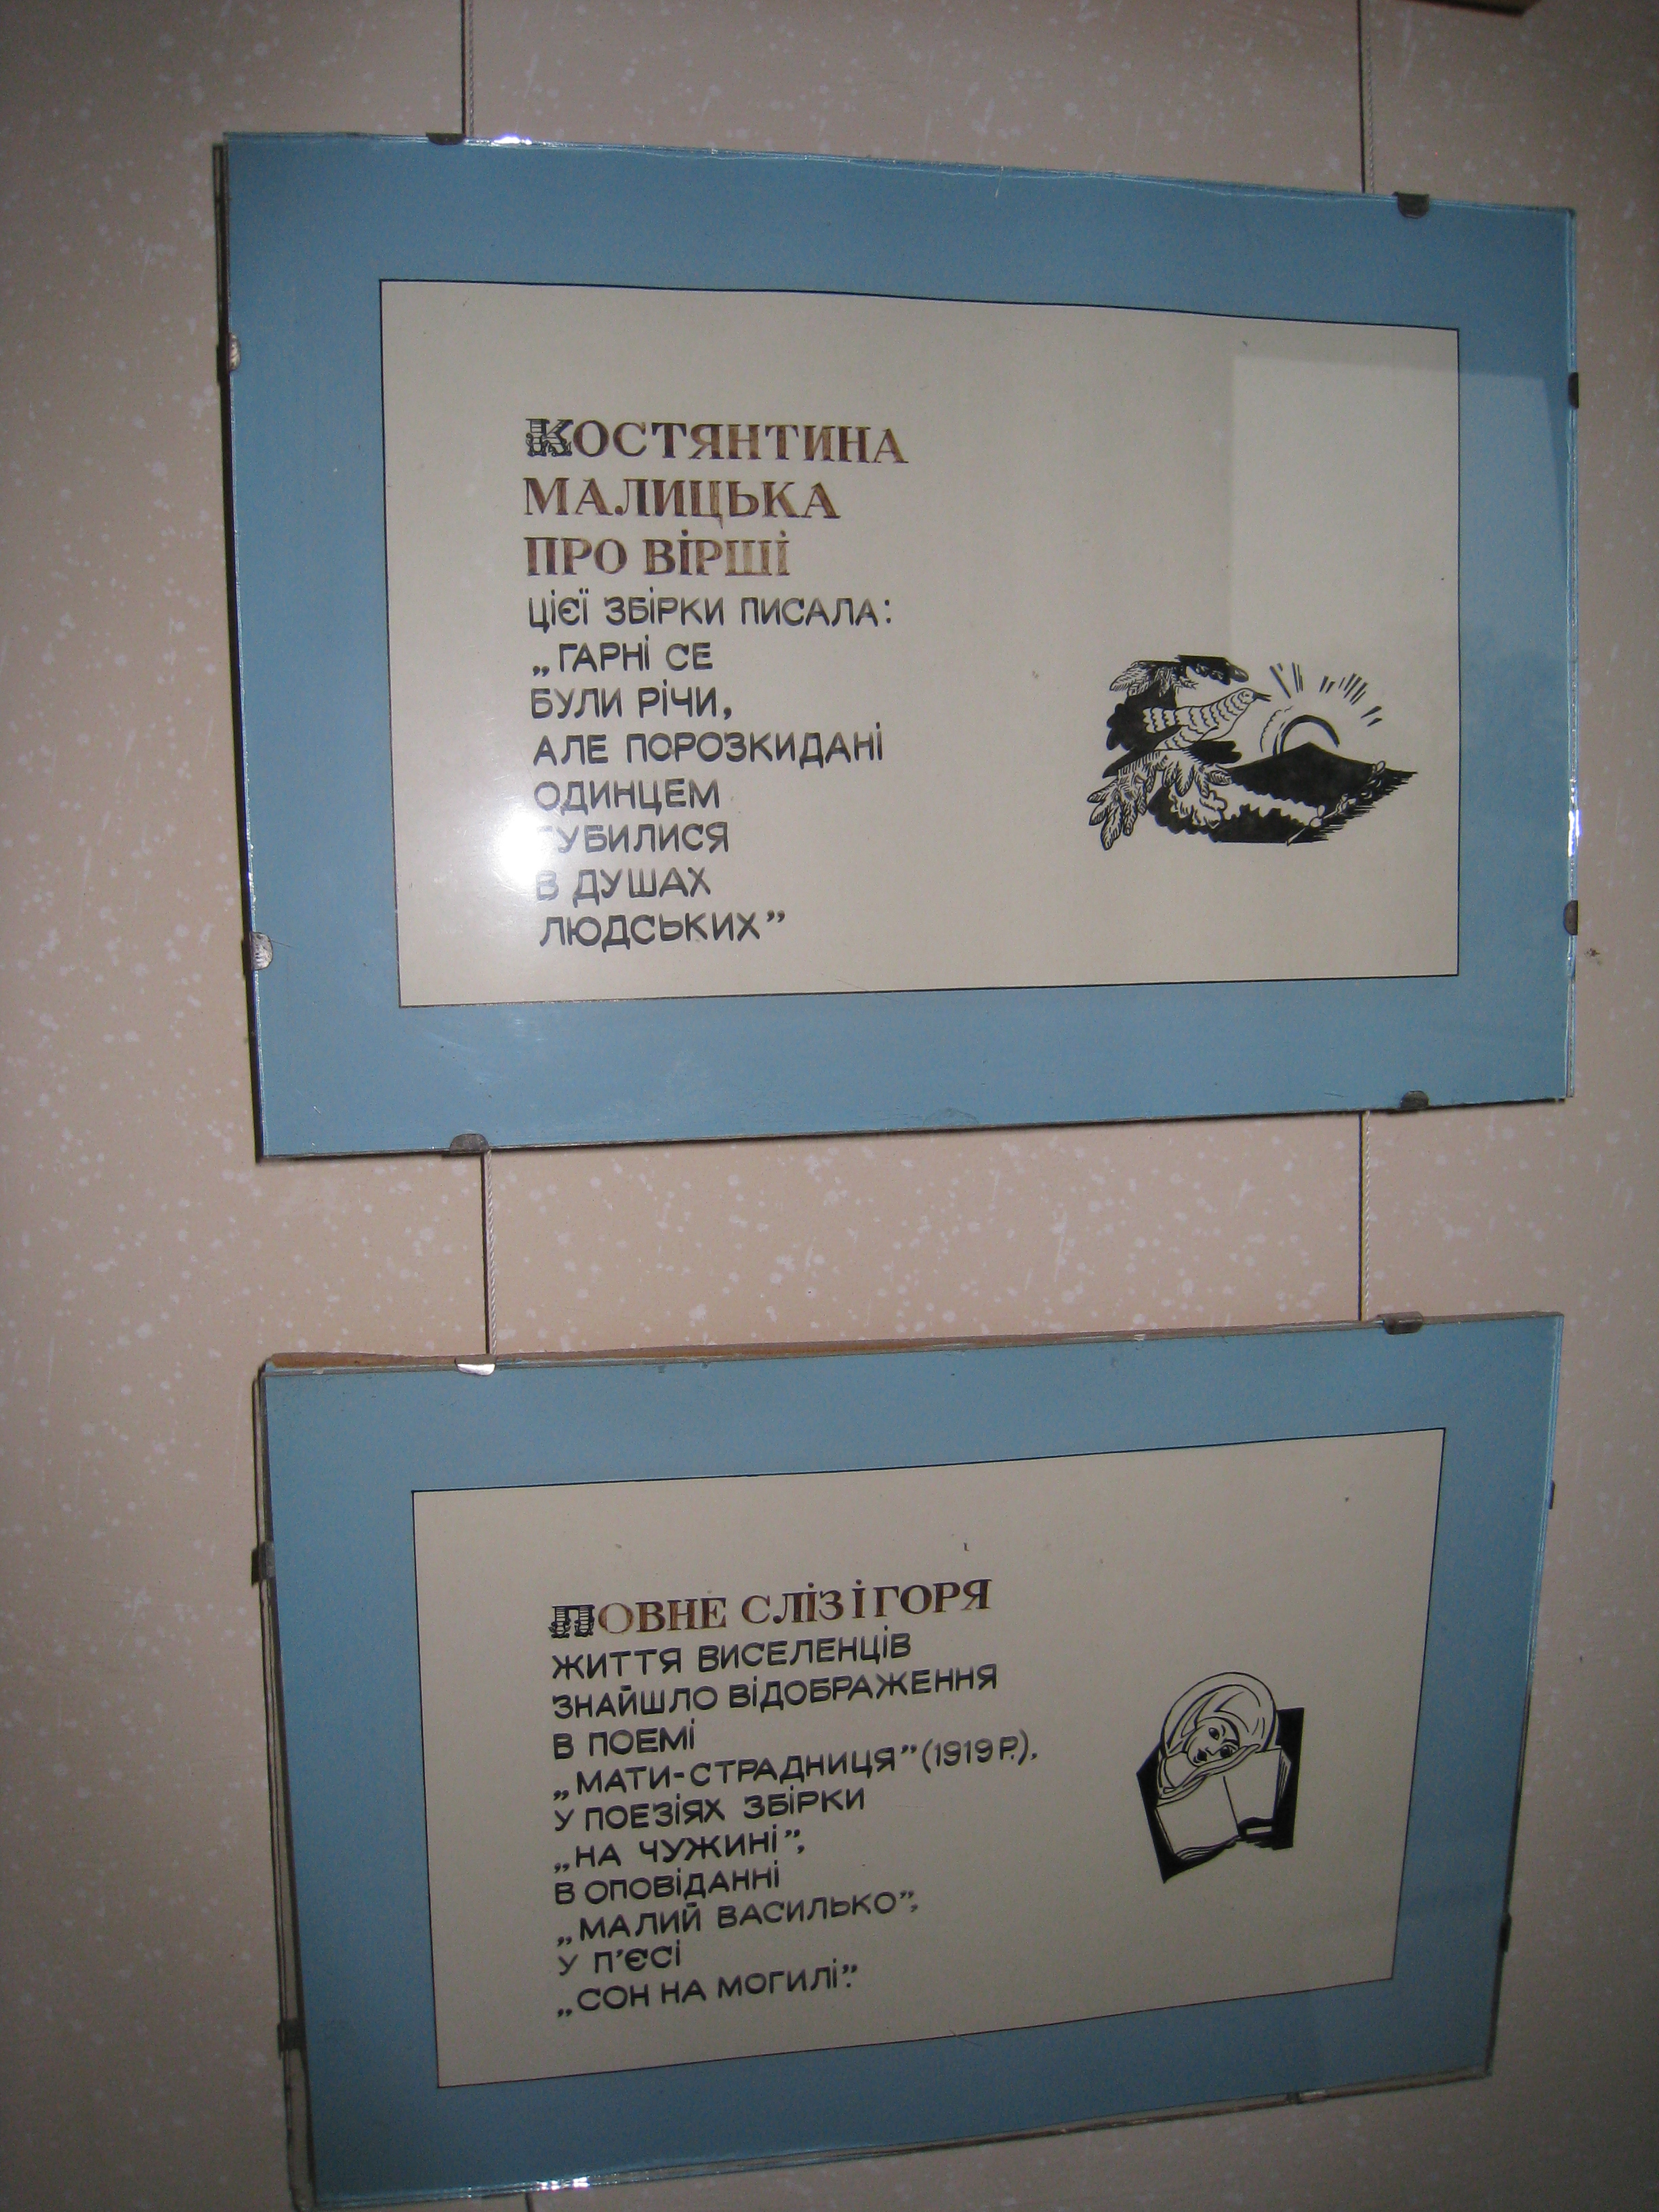 КОСТЯНТИНА
МАЛИЦЬКА
ПРО ВІРШІ
ЦІЄЇ ЗБІРКИ ПИСАЛА:
„ГАРНІ СЕ
БУЛИ РІЧИ,
АЛЕ ПОРОЗКИДАНІ
ОДИНЦЕМ
ГУБИЛИСЯ
В ДУШАХ
ЛЮДСЬКИХ”
ПОВНЕ СЛІЗ І ГОРЯ
ЖИТТЯ ВИСЕЛЕНЦІВ
ЗНАЙШЛО ВІДОБРАЖЕННЯ
В ПОЕМІ
„МАТИ-СТРАДНИЦЯ” (1919 Р.),
У ПОЕЗІЯХ ЗБІРКИ
„НА ЧУЖИНІ”,
В ОПОВІДАННІ
„МАЛИЙ ВАСИЛЬКО”,
У П’ЄСІ
„СОН НА МОГИЛІ”.